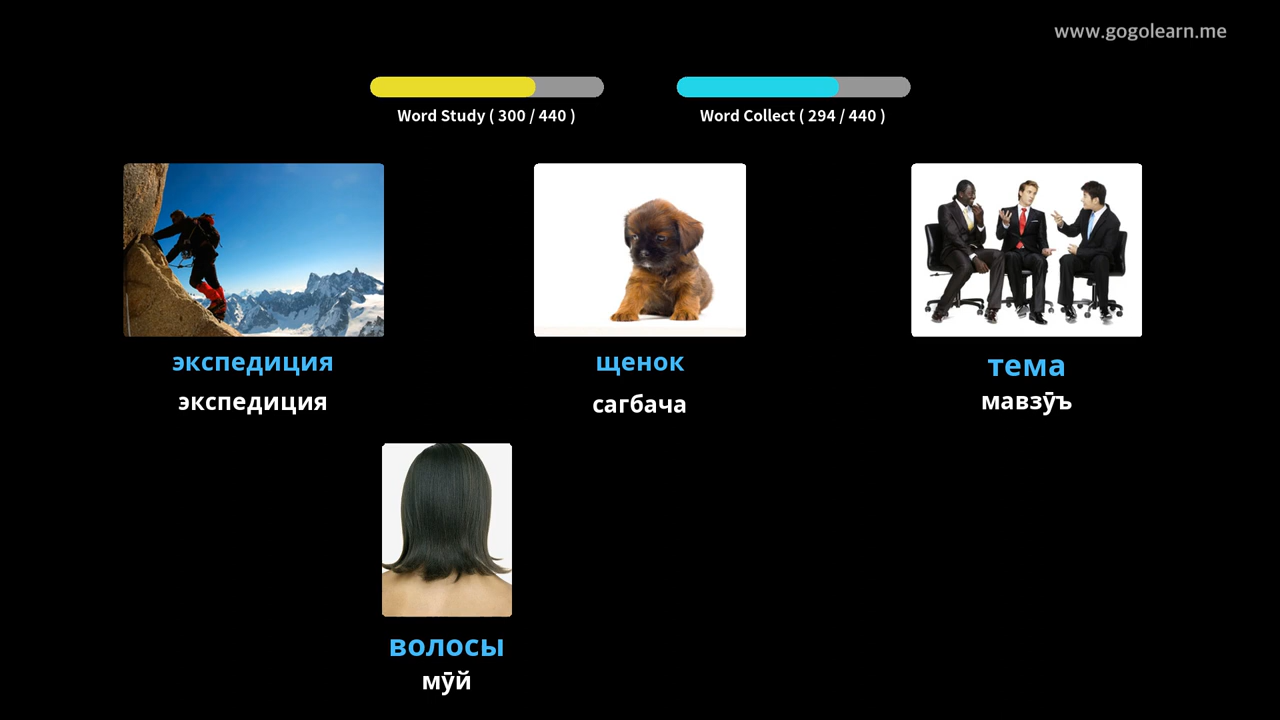 www.gogolearn.me
Word Study ( 300 / 440 )
Word Collect ( 294 / 440 )
экспедиция
экспедиция
щенок
сагбача
тема
мавзӯъ
волосы
мӯй